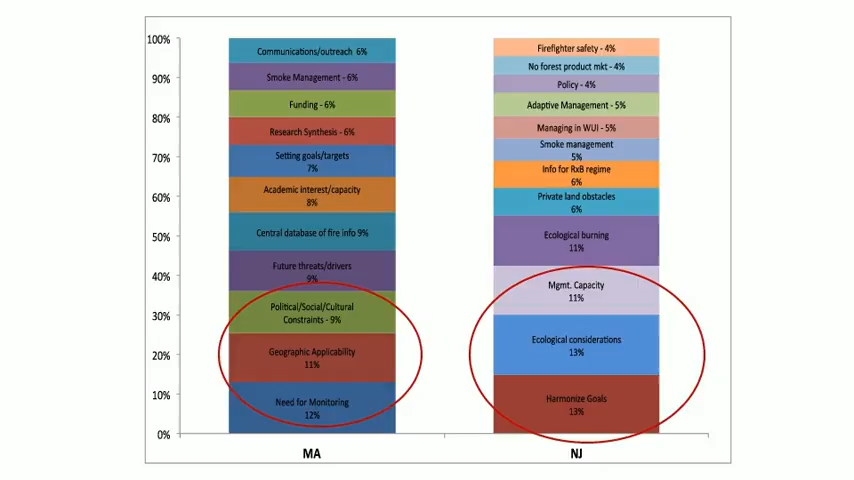 100%
90%
80%
70%
60%
50%
40%
30%
20%
10%
0%
Communications/outreach 6%
Smoke Management - 6%
Funding - 6%
Research Synthesis - 6%
Setting goals/targets
7%
Academic interest/capacity
8%
Central database of fire info 9%
Future threats/drivers
9%
Political/Social/Cultural
Constraints - 9%
Geographic Applicability
11%
Need for Monitoring
12%
MA
Firefighter safety - 4%
No forest product mkt - 4%
Policy - 4%
Adaptive Management - 5%
Managing in WUI - 5%
Smoke management
5%
Info for RxB regime
6%
Private land obstacles
6%
Ecological burning
11%
Mgmt. Capacity
11%
Ecological considerations
13%
Harmonize Goals
13%
NJ